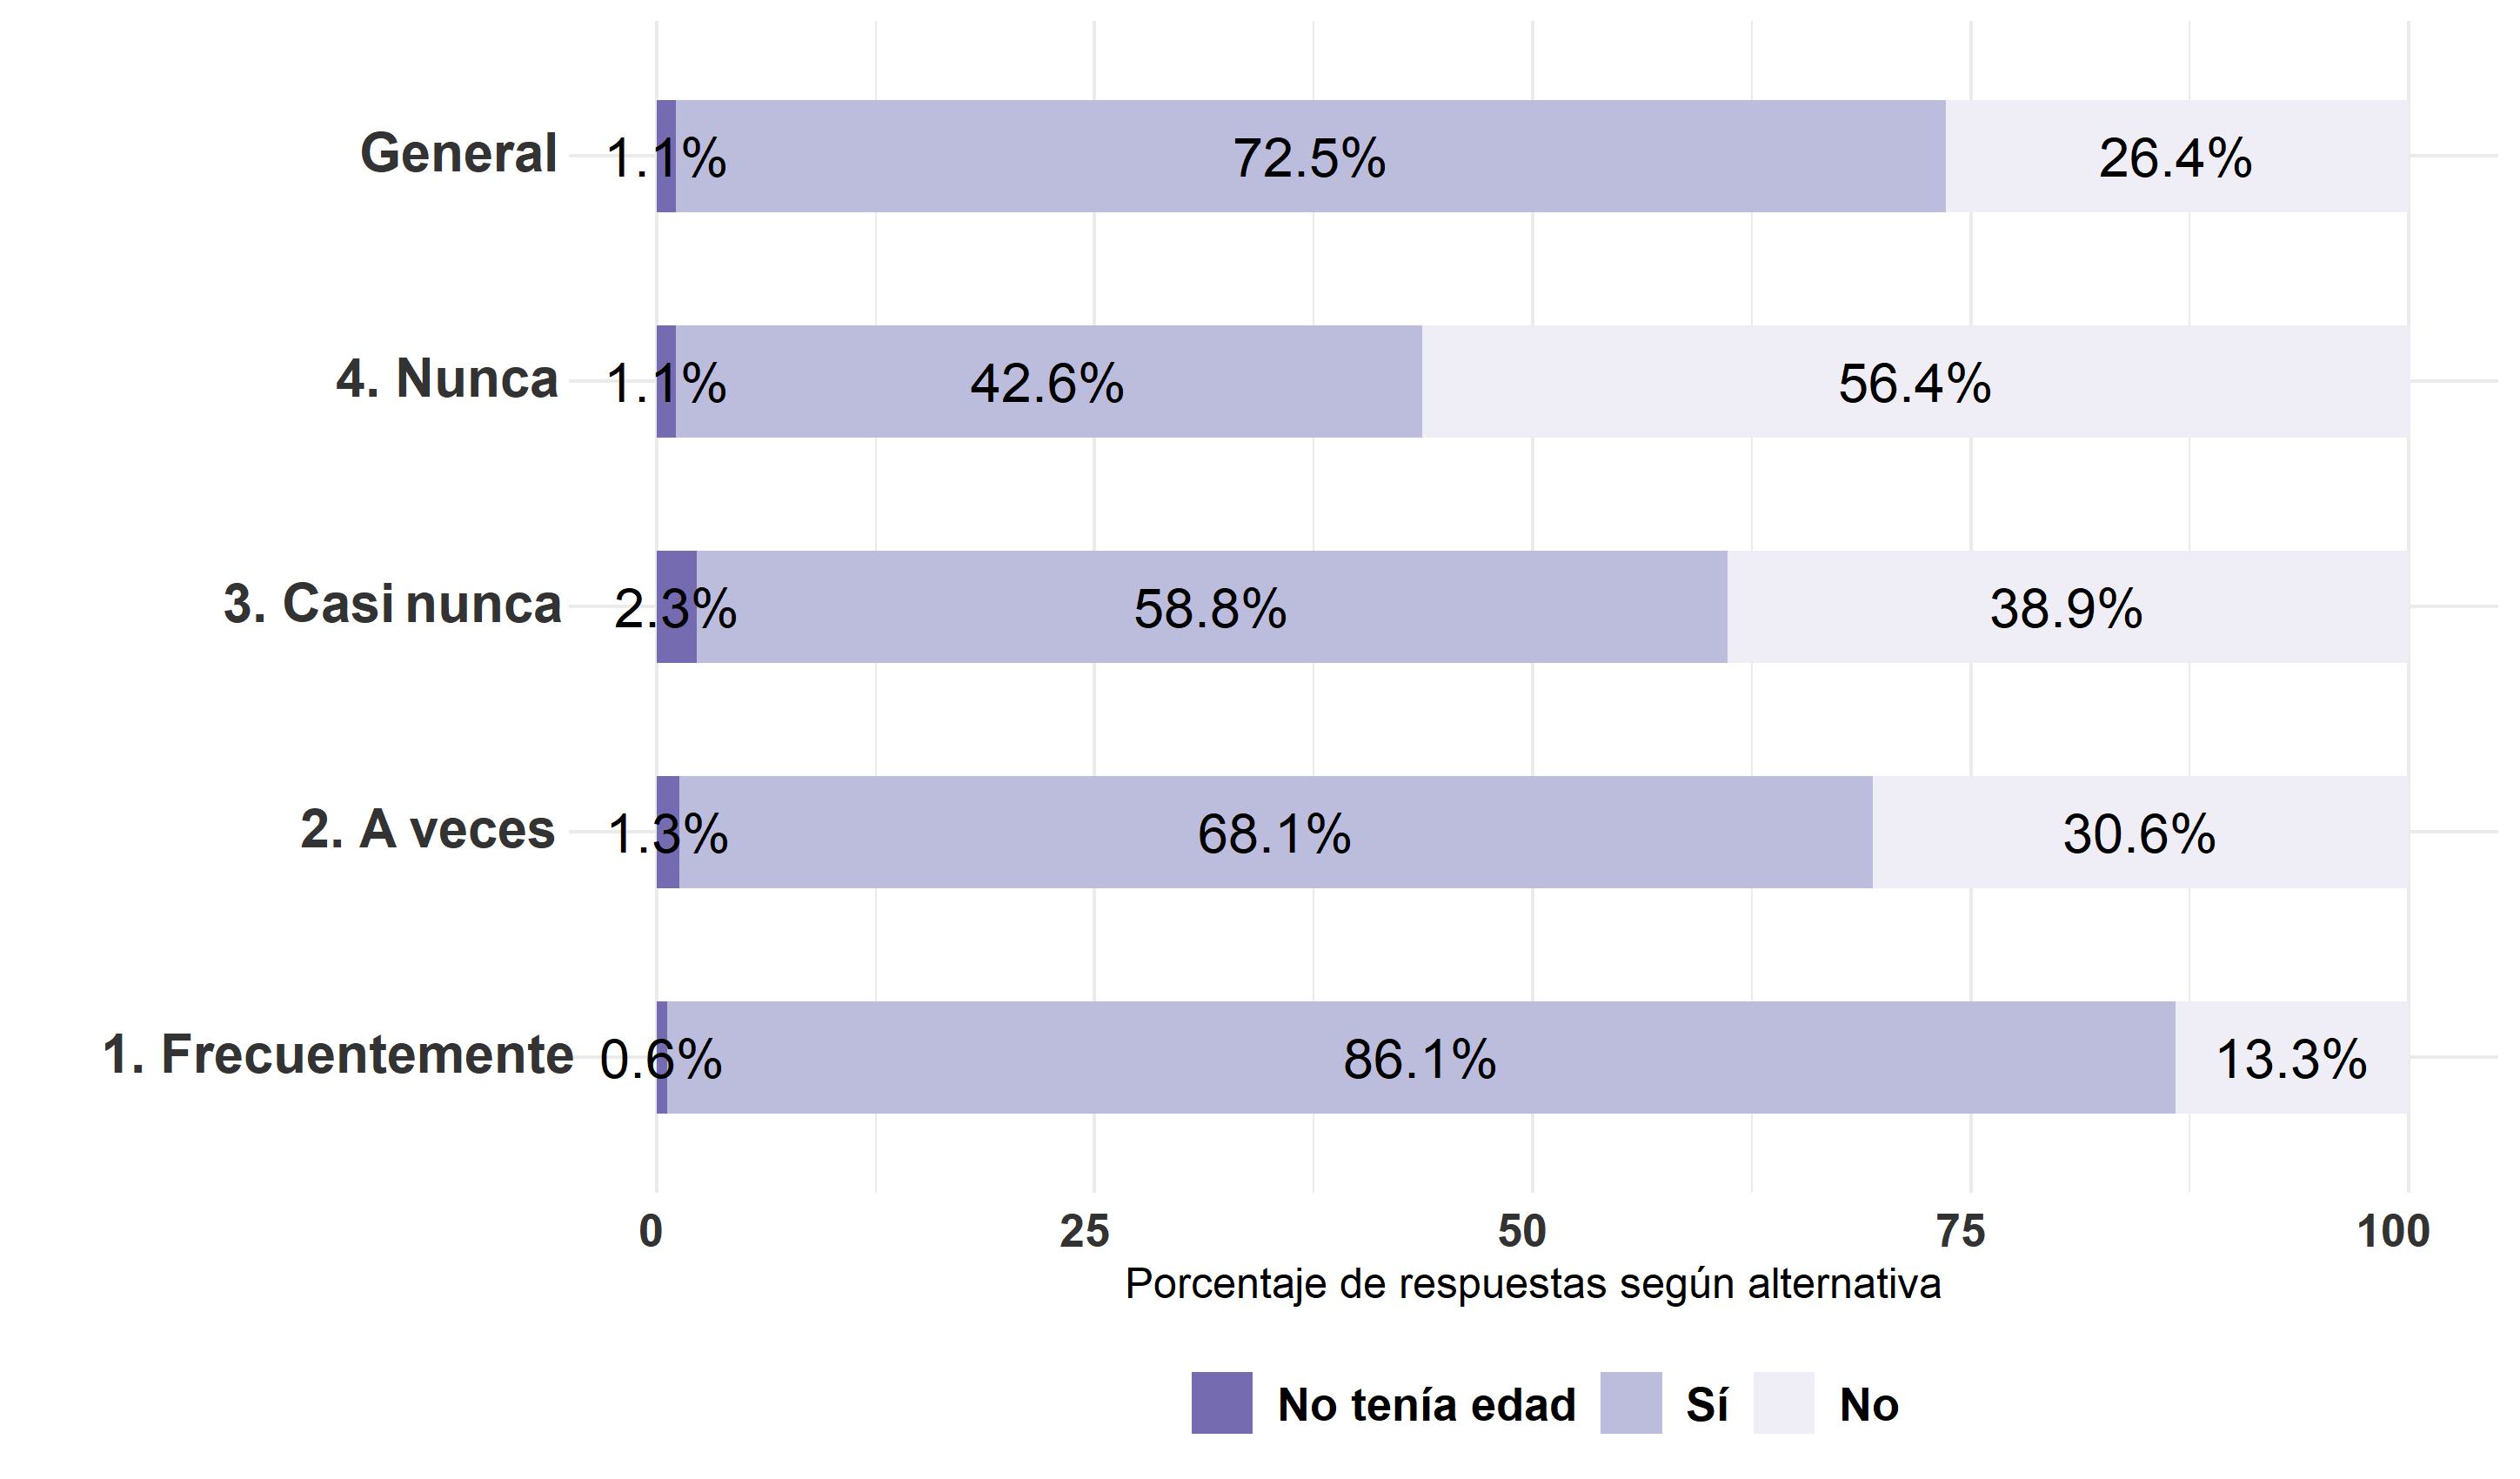 General 1.1% 72.5% 26.4%
4. Nunca 1.1% 42.6% 56.4%
3. Casi nunca 2.3% 58.8% 38.9%
2. A veces 1.3% 68.1% 30.6%
1. Frecuentemente 0.6% 86.1% 13.3%
0 25 50 75 100
Porcentaje de respuestas según alternativa
No tenía edad Sí No